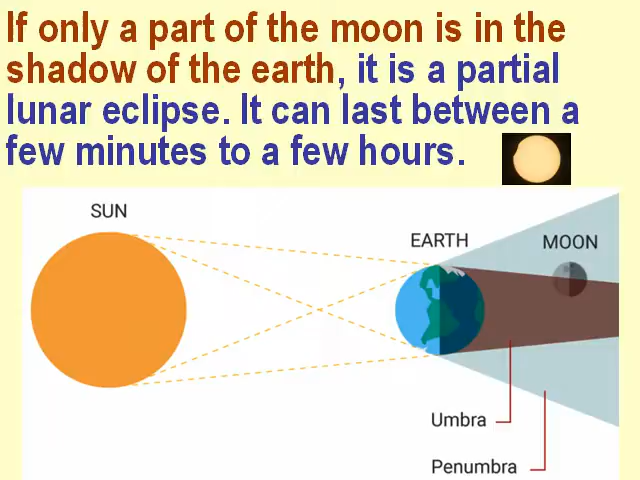 If only a part of the moon is in the
shadow of the earth, it is a partial
lunar eclipse. It can last between a
few minutes to a few hours.
SUN
EARTH
MOON
Umbra
Penumbra